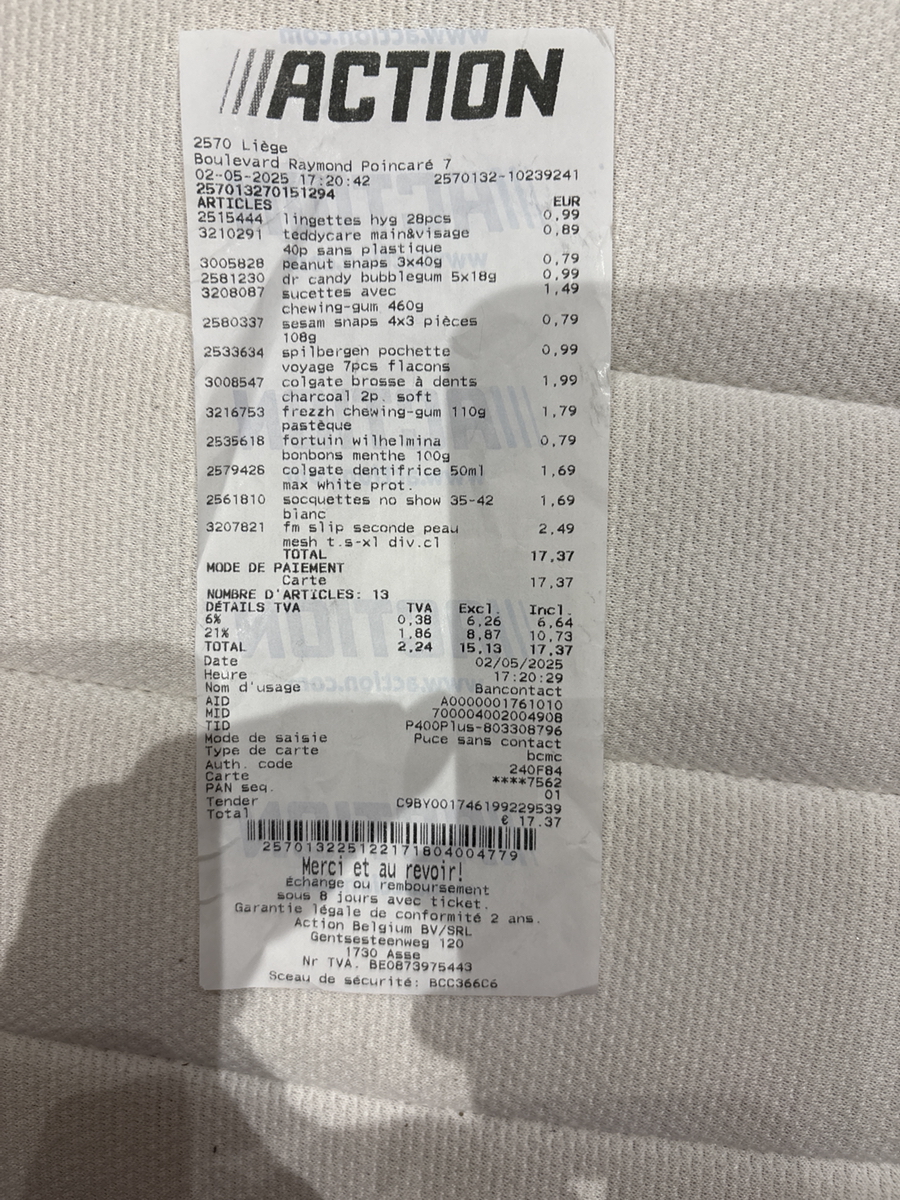 ACTION
2570 Liège
Boulevard Raymond Poincaré 7
02-05-2025 17:20:42 2570132-10239241
257013270151294
ARTICLES EUR
2515444 lingettes hyg 28pcs 0,99
3210291 teddycare main&visage 0,89
40p sans plastique
3005828 peanut snaps 3x40g 0,79
2581230 dr candy bubblegum 5x18g 0,99
3208087 sucettes avec 1,49
chewing-gum 460g
2580337 sesam snaps 4x3 pièces 0,79
108g
2533634 spilbergen pochette 0,99
voyage 7pcs flacons
3008547 colgate brosse à dents 1,99
charcoal 2p. soft
3216753 frezzh chewing-gum 110g 1,79
pastèque
2535618 fortuin wilhelmina 0,79
bonbons menthe 100g
2579426 colgate dentifrice 50ml 1,69
max white prot.
2561810 socquettes no show 35-42 1,69
blanc
3207821 fm slip seconde peau 2,49
mesh t.s-xl div.cl
TOTAL 17,37
MODE DE PAIEMENT
Carte 17,37
NOMBRE D'ARTICLES: 13
DÉTAILS TVA TVA Excl. Incl.
6% 0,38 6,26 6,64
21% 1,86 8,87 10,73
TOTAL 2,24 15,13 17,37
Date 02/05/2025
Heure 17:20:29
Nom d'usage Bancontact
AID A0000001761010
MID 700004002004908
TID P400Plus-803308796
Mode de saisie Puce sans contact
Type de carte bcmc
Auth. code 240F84
Carte ****7562
PAN seq. 01
Tender C9BY001746199229539
Total € 17.37
257013225122171804004779
Merci et au revoir!
Échange ou remboursement
sous 8 jours avec ticket.
Garantie légale de conformité 2 ans.
Action Belgium BV/SRL
Gentsesteenweg 120
1730 Asse
Nr TVA. BE0873975443
Sceau de sécurité: BCC366C6